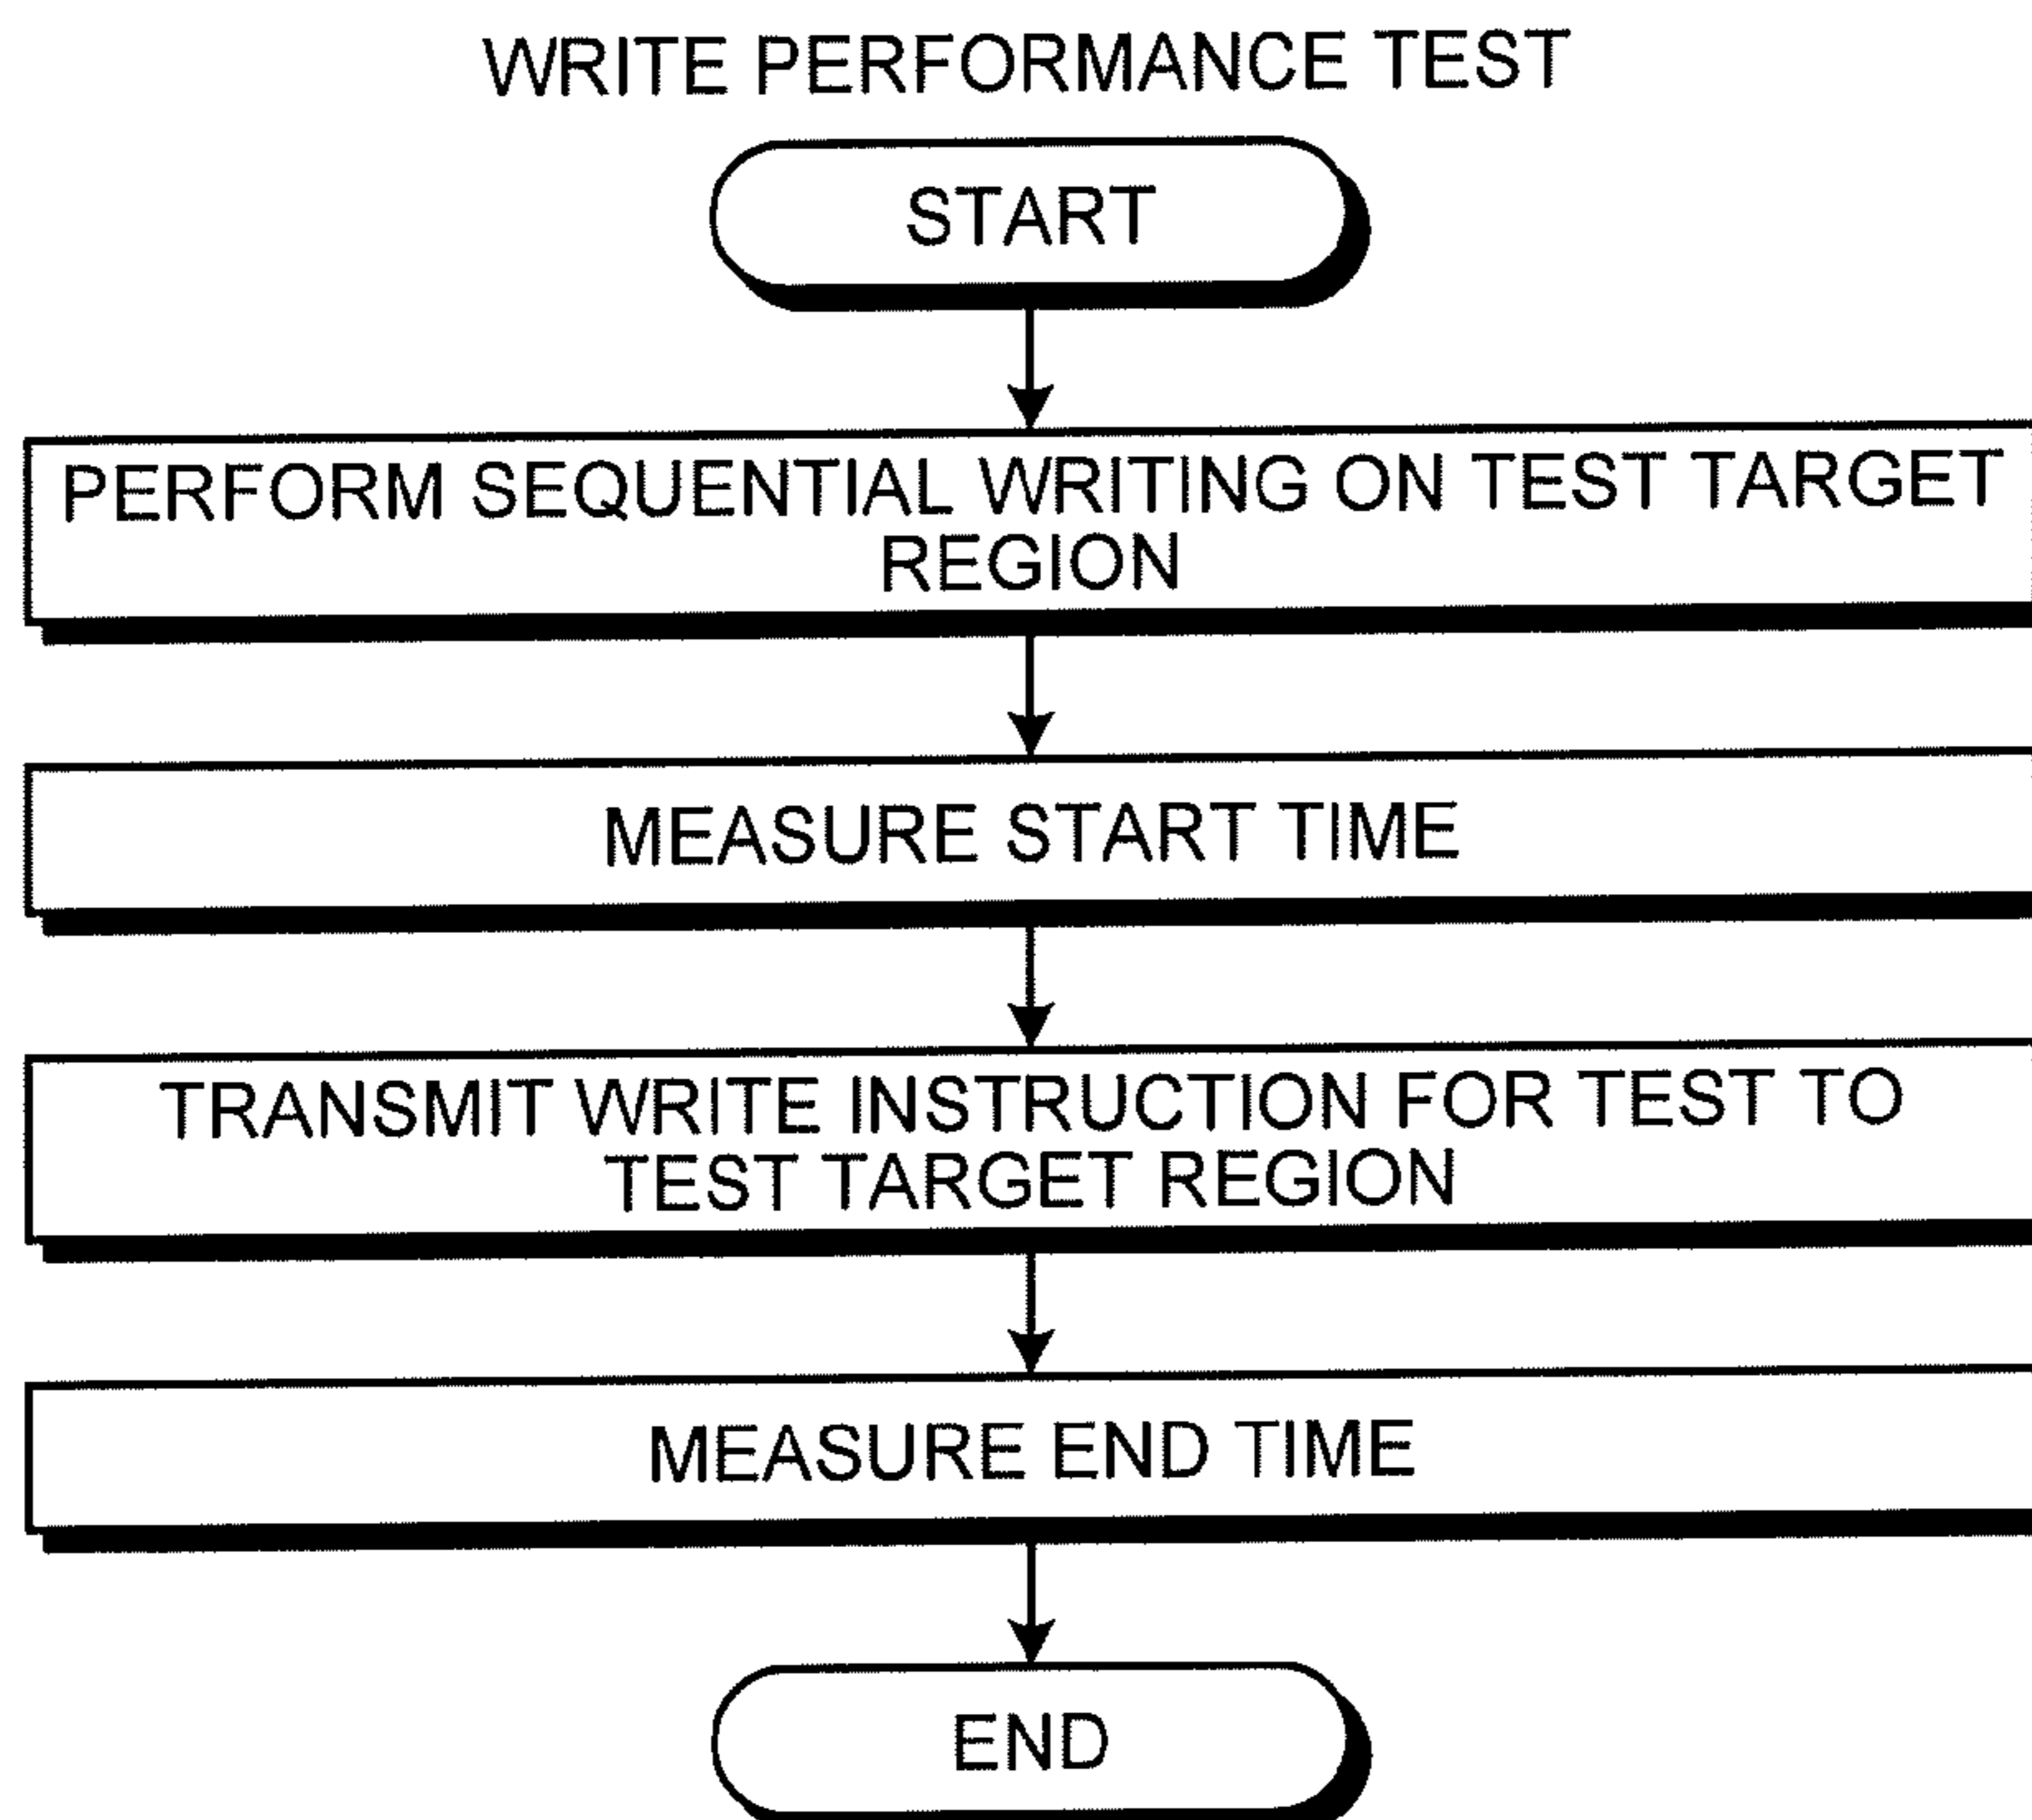 WRITE PERFORMANCE TEST
START
PERFORM SEQUENTIAL WRITING ON TEST TARGET
REGION
MEASURE START TIME
TRANSMIT WRITE INSTRUCTION FOR TEST TO
TEST TARGET REGION
MEASURE END TIME
END